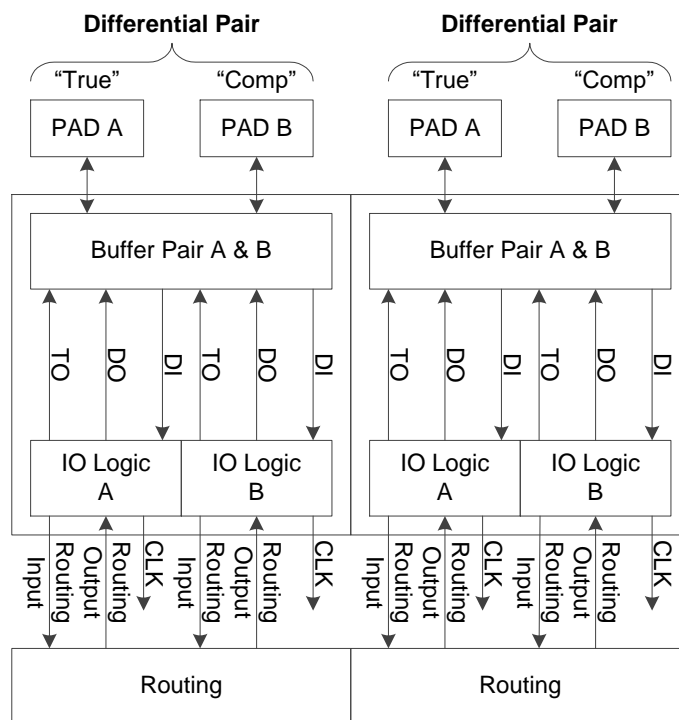 Differential Pair
Differential Pair
“True”
“Comp”
“True”
“Comp”
PAD A
PAD B
PAD A
PAD B
Buffer Pair A & B
Buffer Pair A & B
TO
DO
DI
TO
DO
DI
TO
DO
DI
TO
DO
DI
IO Logic
A
IO Logic
B
IO Logic
A
IO Logic
B
Routing
Input
Routing
Output
CLK
Routing
Input
Routing
Output
CLK
Routing
Input
Routing
Output
CLK
Routing
Input
Routing
Output
CLK
Routing
Routing